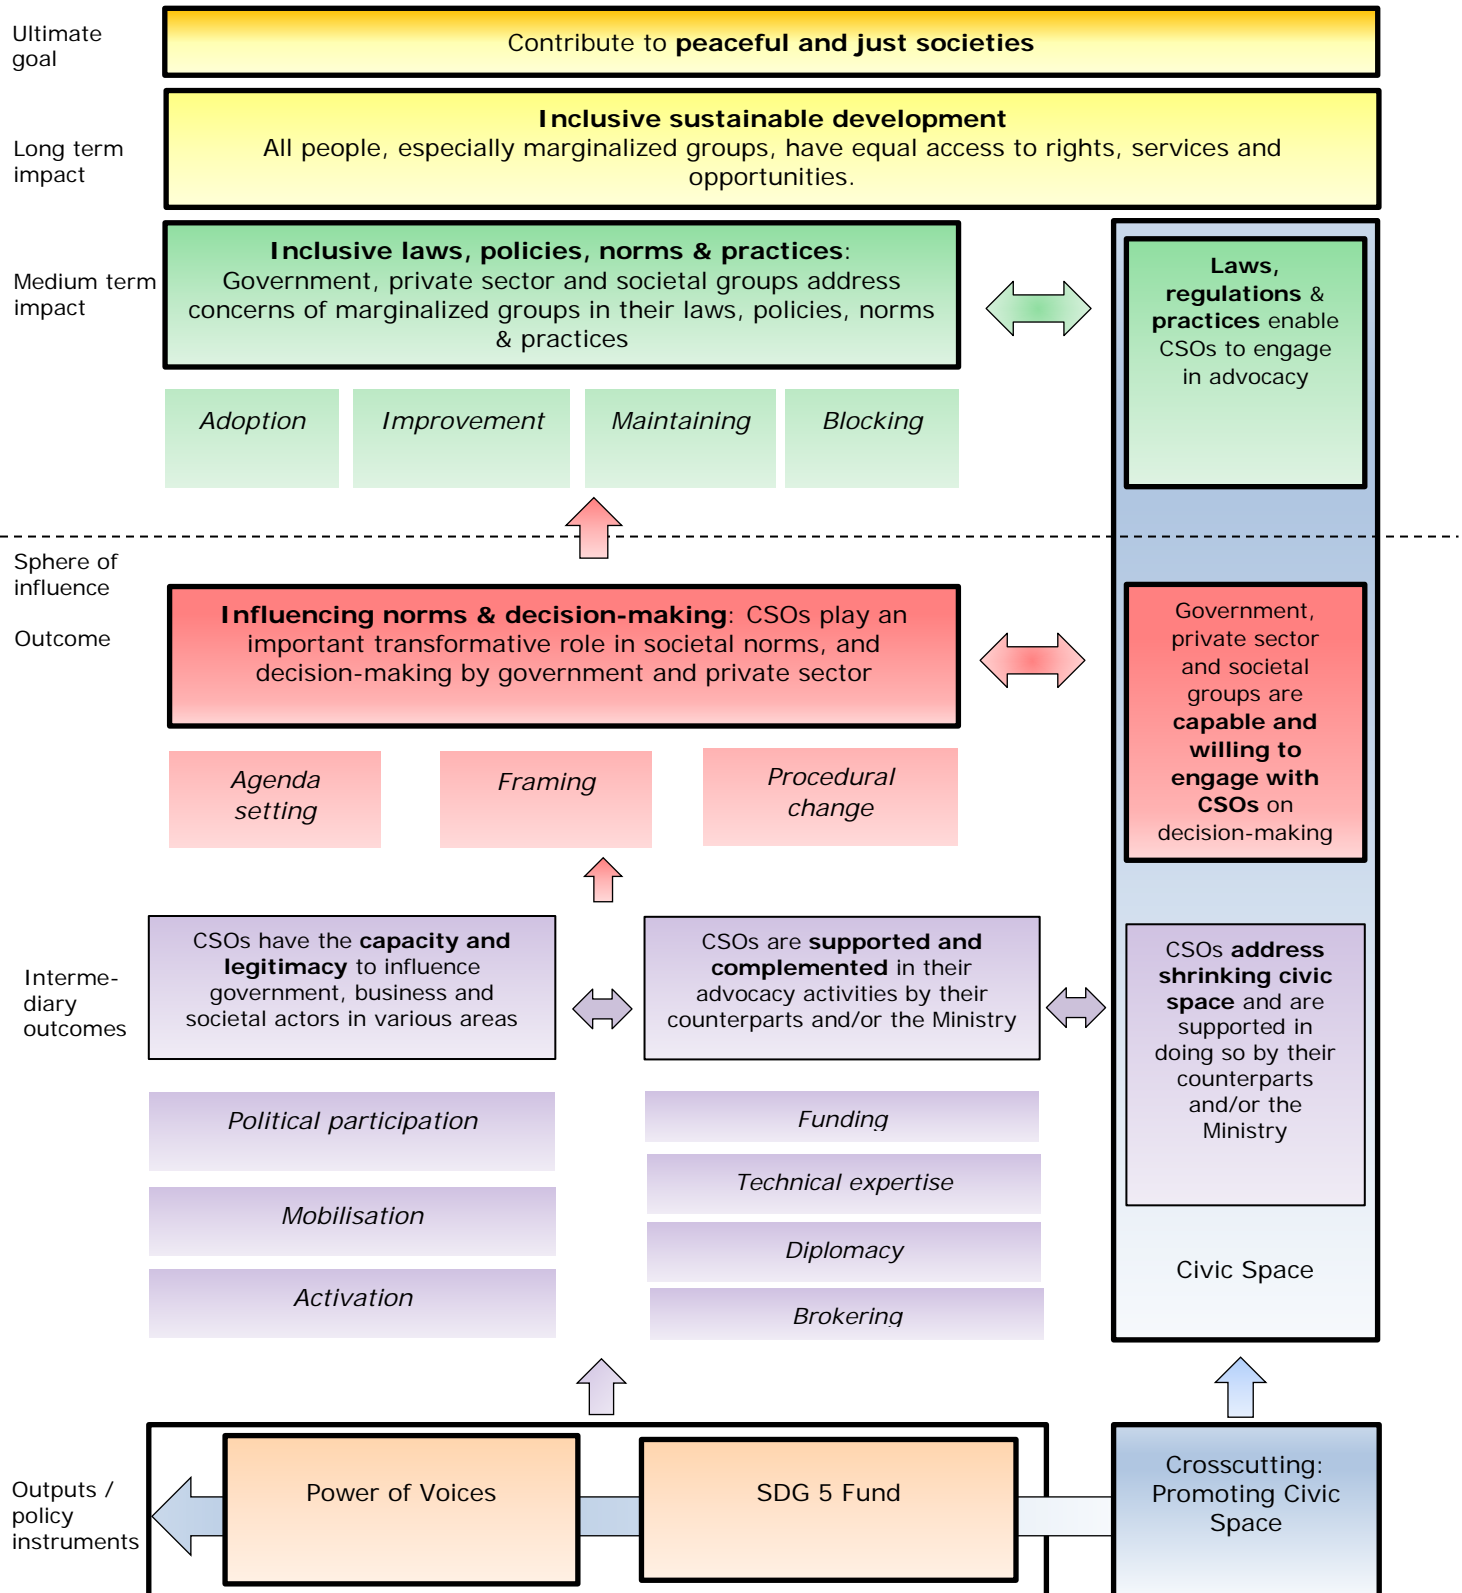 Ultimate
goal
Contribute to peaceful and just societies
Long term
impact
Inclusive sustainable development
All people, especially marginalized groups, have equal access to rights, services and
opportunities.
Medium term
impact
Inclusive laws, policies, norms & practices:
Government, private sector and societal groups address
concerns of marginalized groups in their laws, policies, norms
& practices
Laws,
regulations &
practices enable
CSOs to engage
in advocacy
Adoption
Improvement
Maintaining
Blocking
Sphere of
influence
Outcome
Influencing norms & decision-making: CSOs play an
important transformative role in societal norms, and
decision-making by government and private sector
Government,
private sector
and societal
groups are
capable and
willing to
engage with
CSOs on
decision-making
Agenda
setting
Framing
Procedural
change
Interme-
diary
outcomes
CSOs have the capacity and
legitimacy to influence
government, business and
societal actors in various areas
CSOs are supported and
complemented in their
advocacy activities by their
counterparts and/or the Ministry
CSOs address
shrinking civic
space and are
supported in
doing so by their
counterparts
and/or the
Ministry
Political participation
Mobilisation
Activation
Funding
Technical expertise
Diplomacy
Brokering
Civic Space
Outputs /
policy
instruments
Power of Voices
SDG 5 Fund
Crosscutting:
Promoting Civic
Space